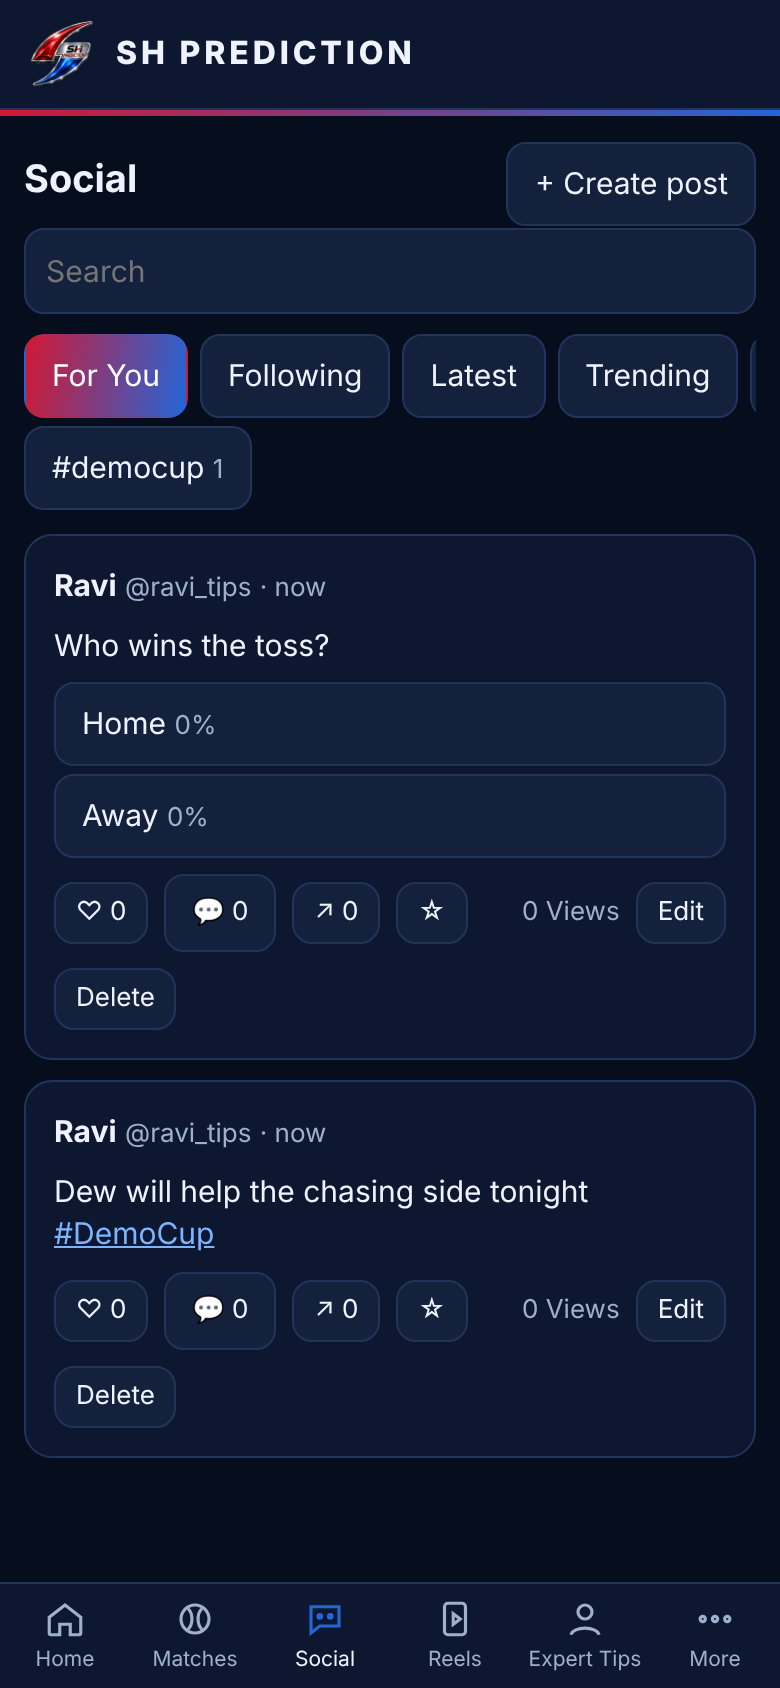 SH
SH PREDICTION
Social
+ Create post
Search
For You
Following
Latest
Trending
#democup 1
Ravi @ravi_tips · now
Who wins the toss?
Home 0%
Away 0%
♡ 0 💬 0 ↗ 0 ☆ 0 Views Edit
Delete
Ravi @ravi_tips · now
Dew will help the chasing side tonight
#DemoCup
♡ 0 💬 0 ↗ 0 ☆ 0 Views Edit
Delete
Home
Matches
Social
Reels
Expert Tips
More